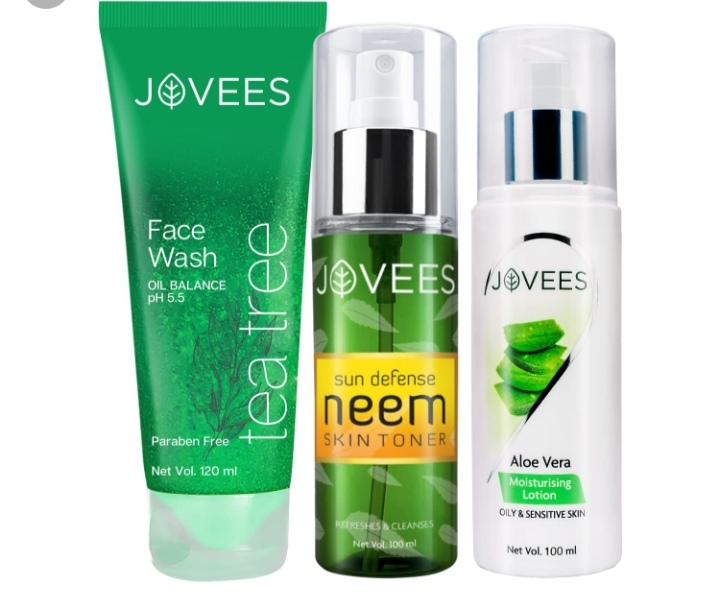 JOVEES
Face
Wash
OIL BALANCE
pH 5.5
tea tree
Paraben Free
Net Vol. 120 ml
JOVEES
sun defense
neem
SKIN TONER
REFRESHES & CLEANSES
Net Vol. 100 ml
JOVEES
Aloe Vera
Moisturising
Lotion
OILY & SENSITIVE SKIN
Net Vol. 100 ml